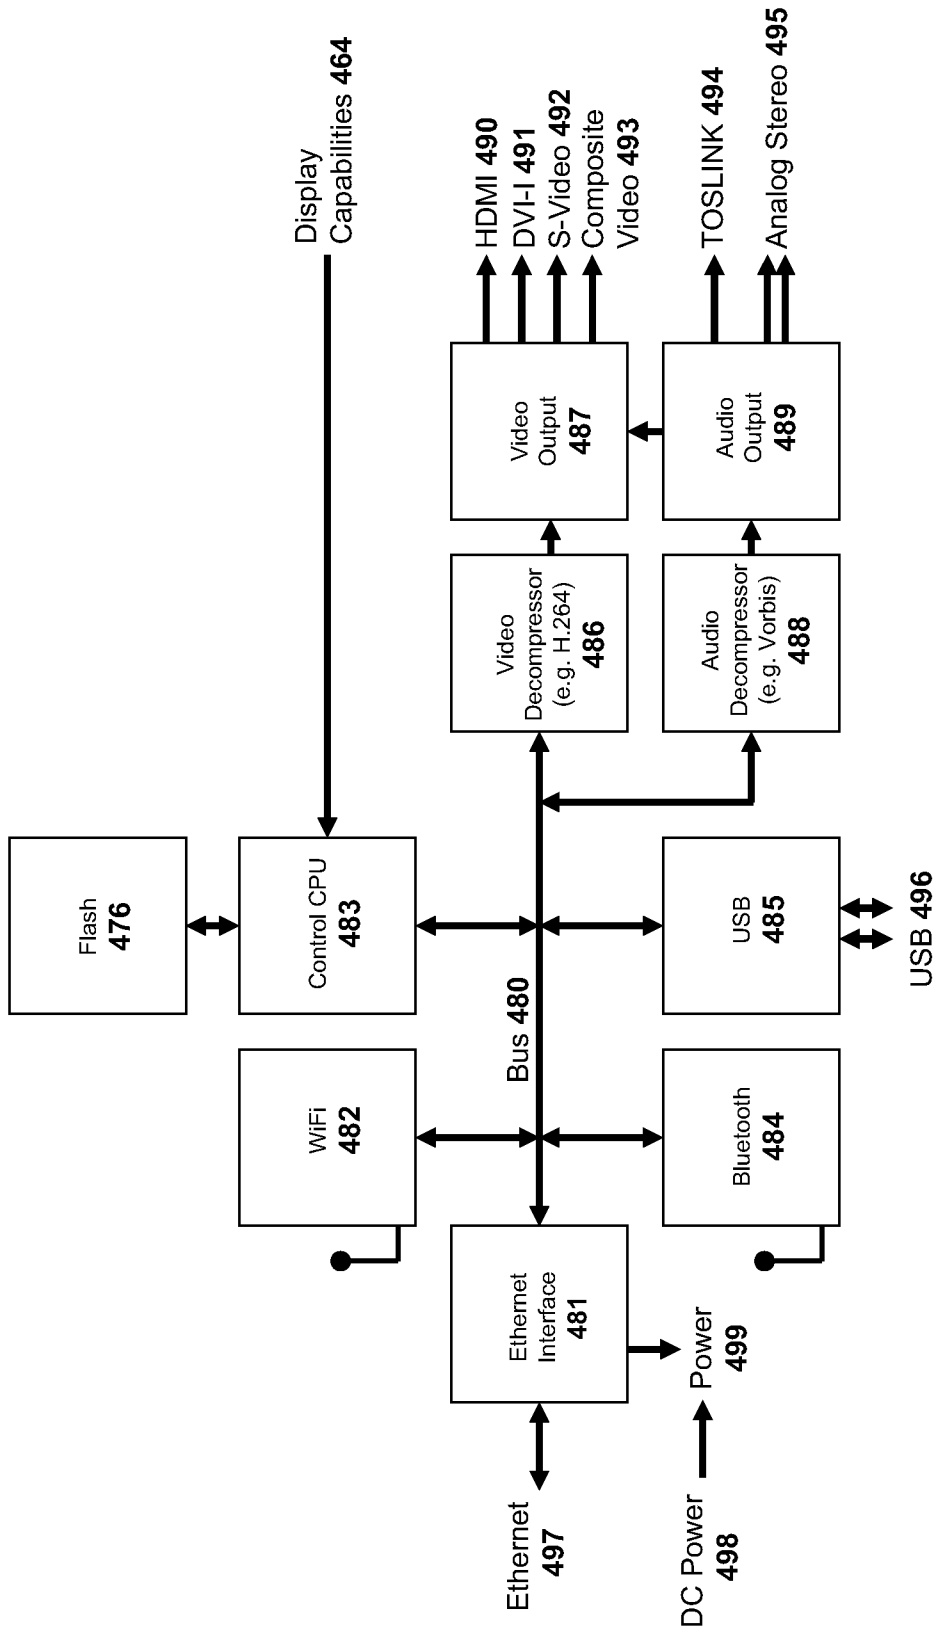 Flash
476
Display
Capabilities 464
WiFi
482
Control CPU
483
HDMI 490
DVI-I 491
S-Video 492
Composite
Video 493
Ethernet
497
Ethernet
Interface
481
Bus 480
Video
Decompressor
(e.g. H.264)
486
Video
Output
487
DC Power
498
Power
499
Bluetooth
484
USB
485
Audio
Decompressor
(e.g. Vorbis)
488
Audio
Output
489
TOSLINK 494
Analog Stereo 495
USB 496